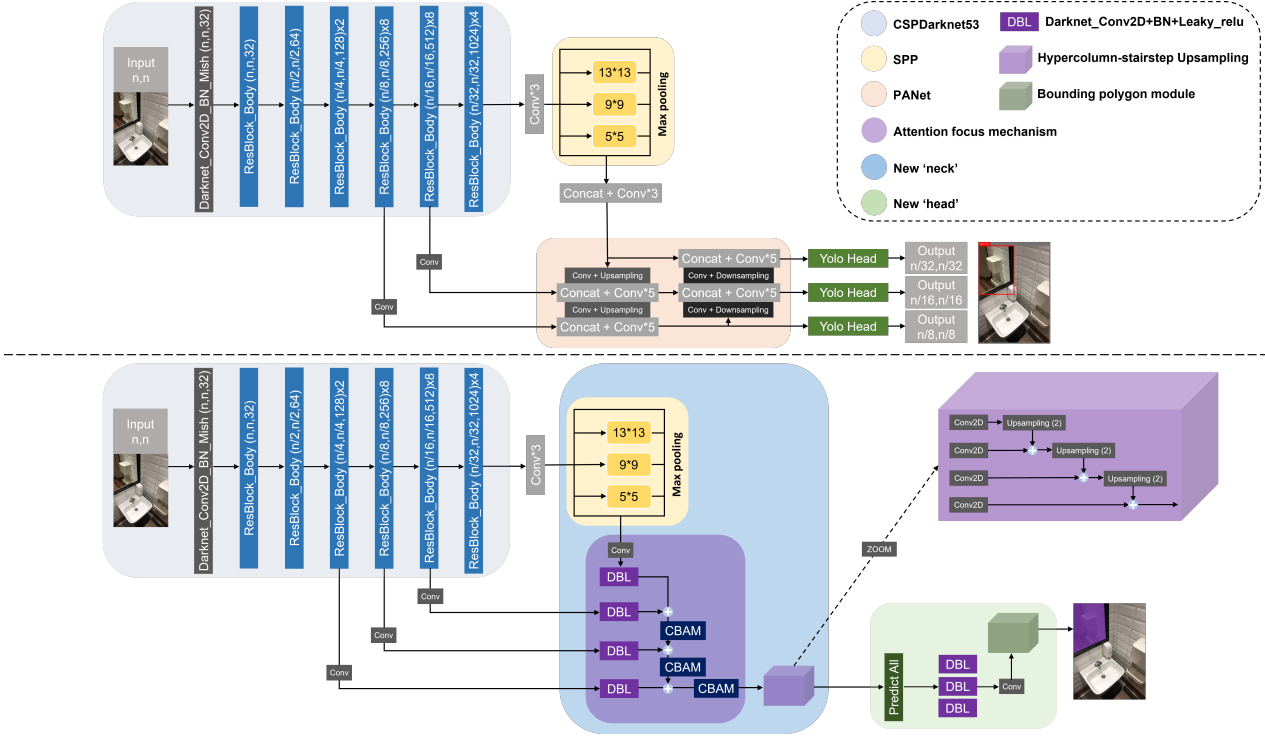 Input
n,n
Darknet_Conv2D_BN_Mish (n,n,32)
ResBlock_Body (n,n,32)
ResBlock_Body (n/2,n/2,64)
ResBlock_Body (n/4,n/4,128)x2
ResBlock_Body (n/8,n/8,256)x8
ResBlock_Body (n/16,n/16,512)x8
ResBlock_Body (n/32,n/32,1024)x4
Conv*3
13*13
9*9
5*5
Max pooling
Concat + Conv*3
Conv
Conv
Concat + Conv*5
Conv + Upsampling
Conv + Downsampling
Concat + Conv*5
Concat + Conv*5
Conv + Upsampling
Conv + Downsampling
Concat + Conv*5
Yolo Head
Yolo Head
Yolo Head
Output
n/32,n/32
Output
n/16,n/16
Output
n/8,n/8
CSPDarknet53
SPP
PANet
Attention focus mechanism
New ‘neck’
New ‘head’
DBL
Darknet_Conv2D+BN+Leaky_relu
Hypercolumn-stairstep Upsampling
Bounding polygon module
Input
n,n
Darknet_Conv2D_BN_Mish (n,n,32)
ResBlock_Body (n,n,32)
ResBlock_Body (n/2,n/2,64)
ResBlock_Body (n/4,n/4,128)x2
ResBlock_Body (n/8,n/8,256)x8
ResBlock_Body (n/16,n/16,512)x8
ResBlock_Body (n/32,n/32,1024)x4
Conv*3
13*13
9*9
5*5
Max pooling
Conv
Conv
Conv
Conv
DBL
DBL
CBAM
DBL
CBAM
DBL
CBAM
ZOOM
Conv2D
Upsampling (2)
Conv2D
Upsampling (2)
Conv2D
Upsampling (2)
Conv2D
Predict All
DBL
DBL
DBL
Conv